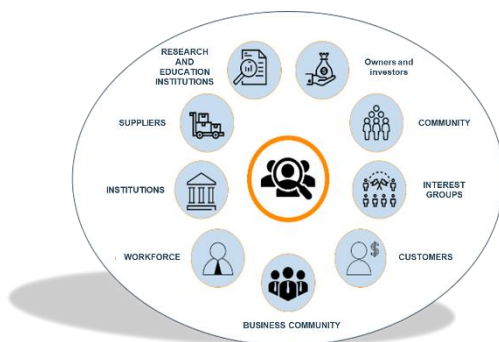 RESEARCH
AND
EDUCATION
INSTITUTIONS
Owners and
investors
SUPPLIERS
COMMUNITY
INSTITUTIONS
INTEREST
GROUPS
WORKFORCE
CUSTOMERS
BUSINESS COMMUNITY